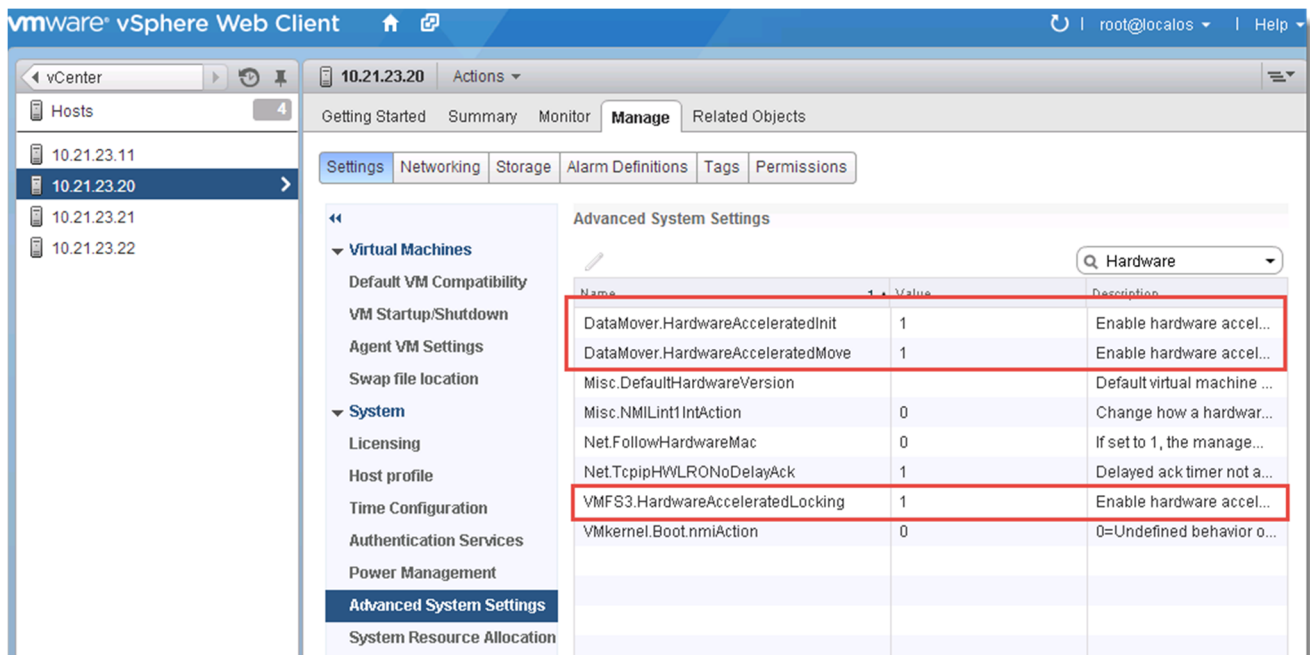 vmware® vSphere Web Client
root@localos
Help
vCenter
Hosts 4
10.21.23.11
10.21.23.20
10.21.23.21
10.21.23.22
10.21.23.20 Actions
Getting Started Summary Monitor Manage Related Objects
Settings Networking Storage Alarm Definitions Tags Permissions
Virtual Machines
Default VM Compatibility
VM Startup/Shutdown
Agent VM Settings
Swap file location
System
Licensing
Host profile
Time Configuration
Authentication Services
Power Management
Advanced System Settings
System Resource Allocation
Advanced System Settings
Hardware
Name 1 Value Description
DataMover.HardwareAcceleratedInit 1 Enable hardware accel...
DataMover.HardwareAcceleratedMove 1 Enable hardware accel...
Misc.DefaultHardwareVersion Default virtual machine ...
Misc.NMILint1IntAction 0 Change how a hardwar...
Net.FollowHardwareMac 0 If set to 1, the manage...
Net.TcpipHWLRONoDelayAck 1 Delayed ack timer not a...
VMFS3.HardwareAcceleratedLocking 1 Enable hardware accel...
VMkernel.Boot.nmiAction 0 0=Undefined behavior o...